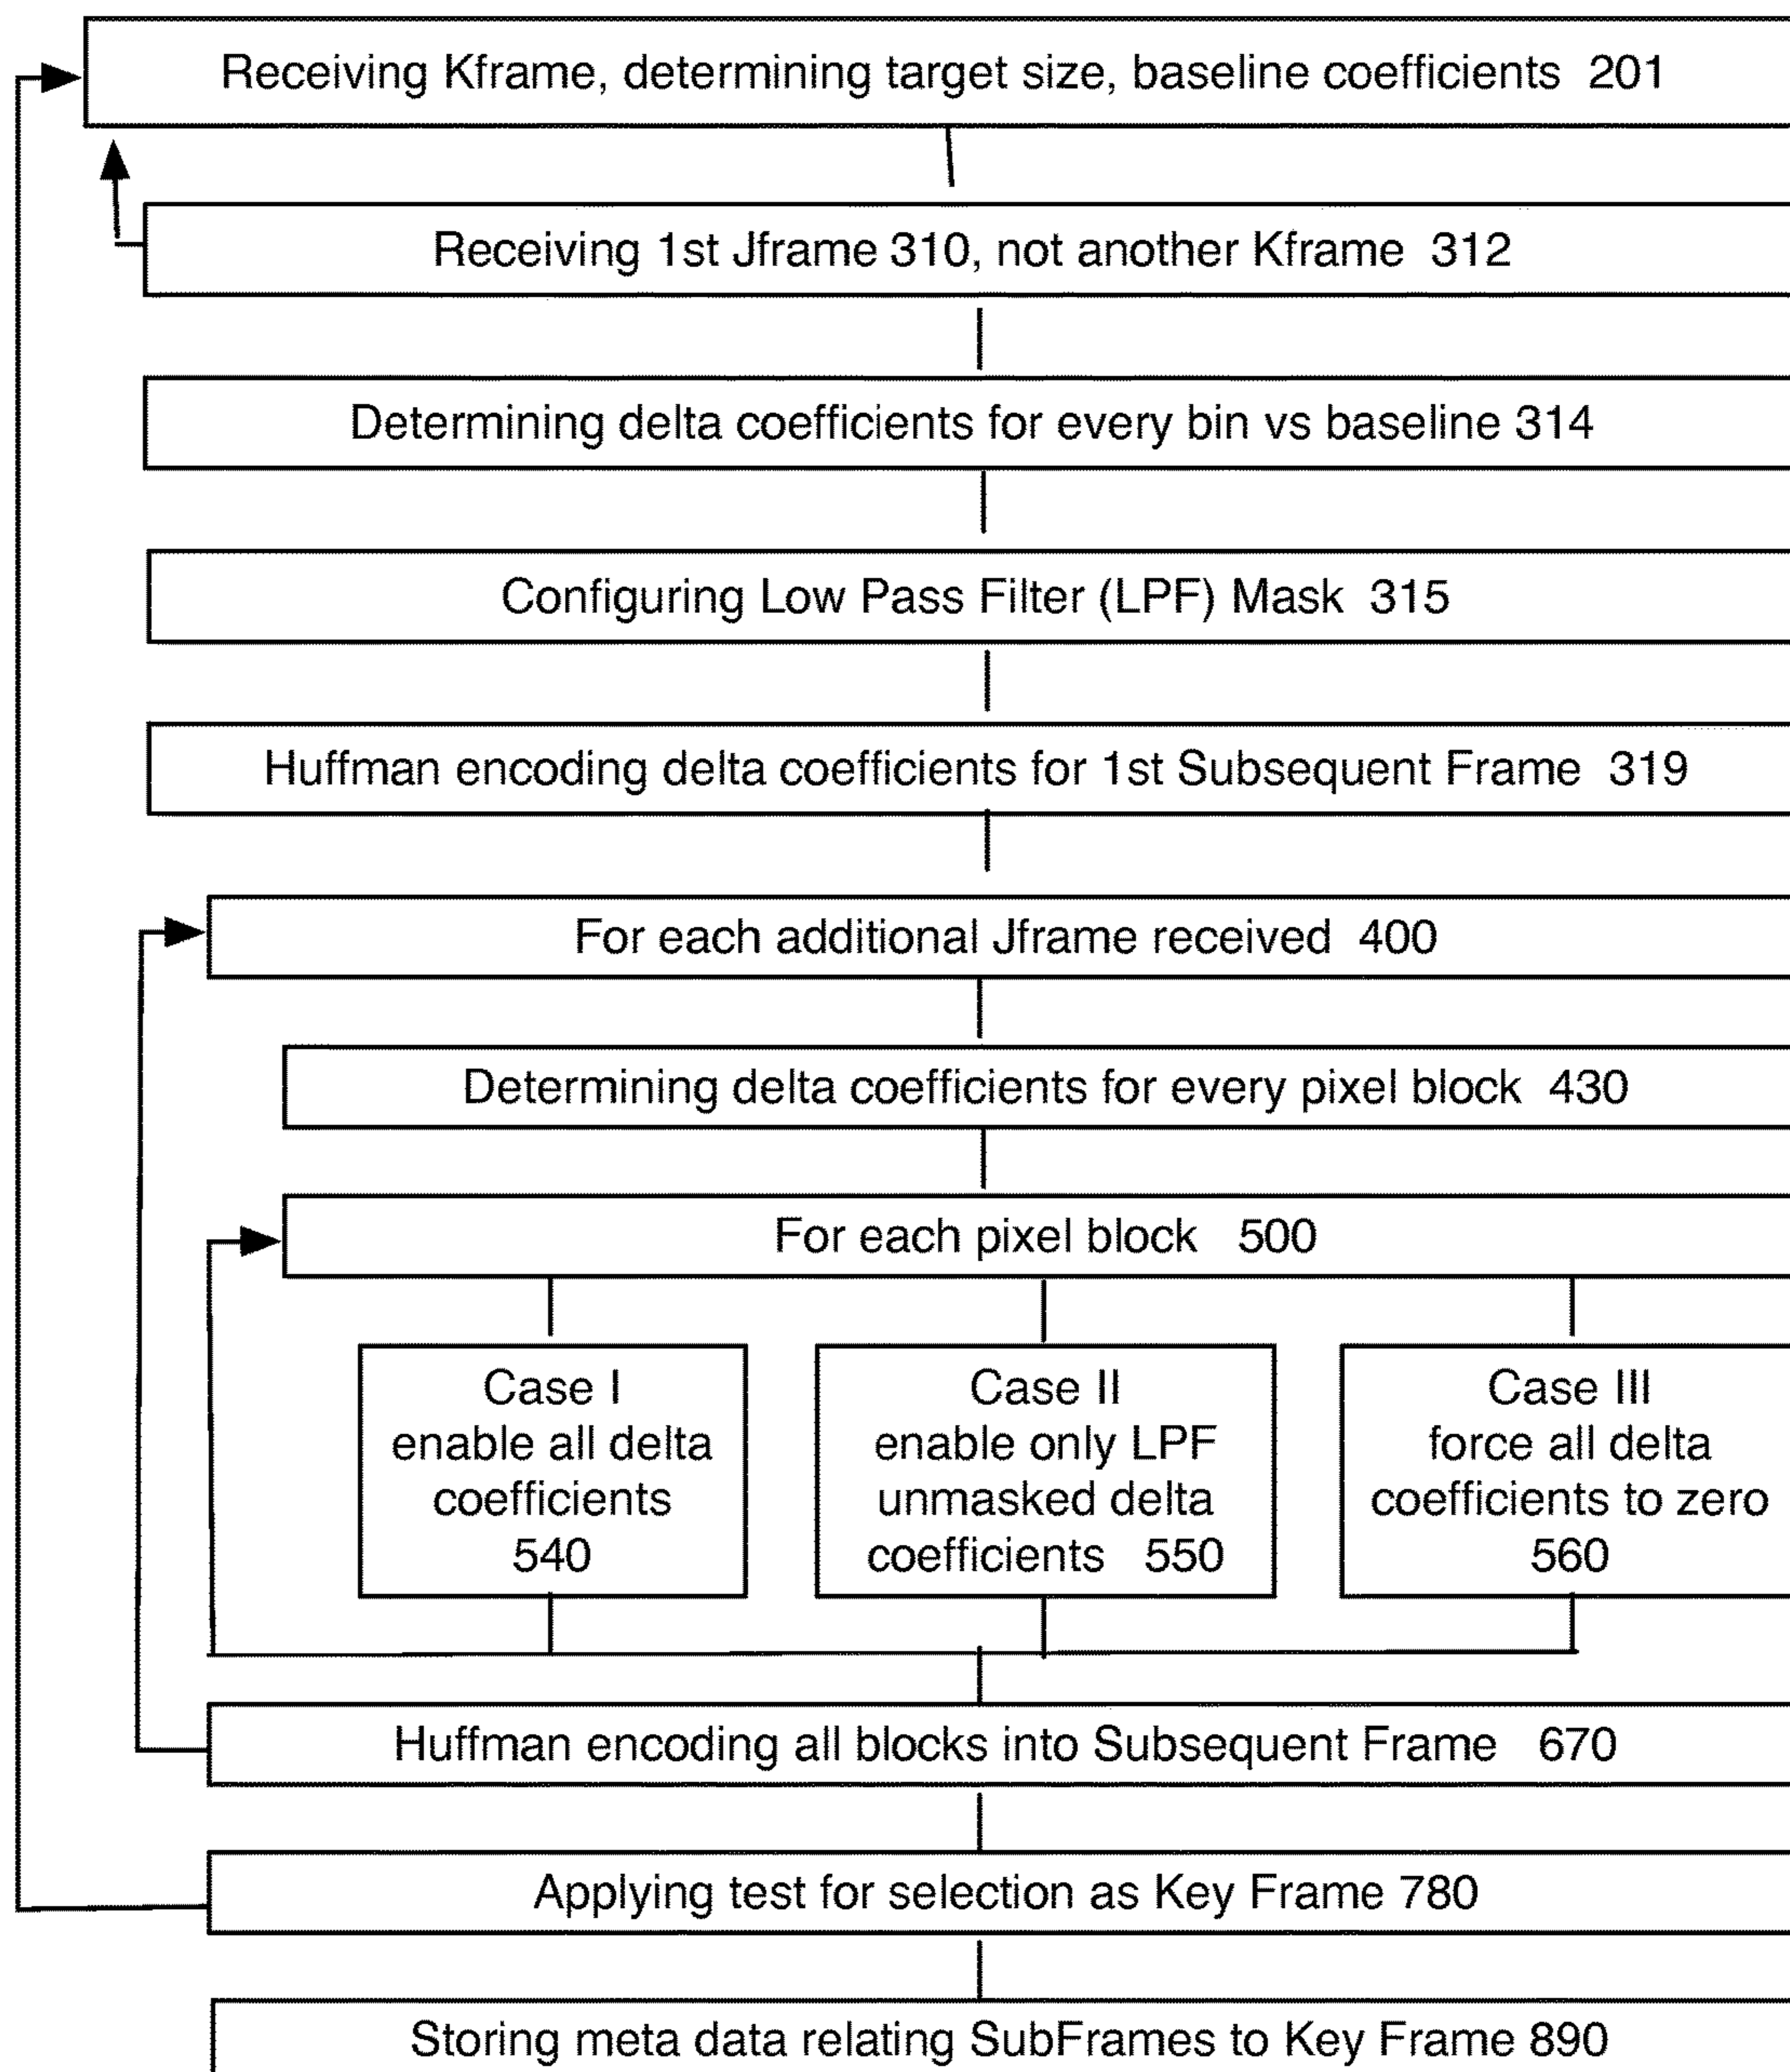 Receiving Kframe, determining target size, baseline coefficients 201
Receiving 1st Jframe 310, not another Kframe 312
Determining delta coefficients for every bin vs baseline 314
Configuring Low Pass Filter (LPF) Mask 315
Huffman encoding delta coefficients for 1st Subsequent Frame 319
For each additional Jframe received 400
Determining delta coefficients for every pixel block 430
For each pixel block 500
Case I
enable all delta
coefficients
540
Case II
enable only LPF
unmasked delta
coefficients 550
Case III
force all delta
coefficients to zero
560
Huffman encoding all blocks into Subsequent Frame 670
Applying test for selection as Key Frame 780
Storing meta data relating SubFrames to Key Frame 890